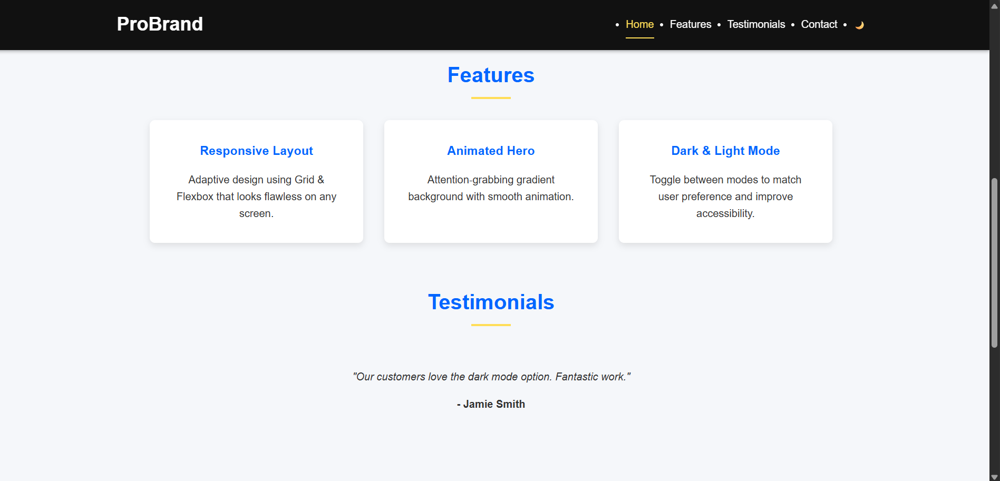 ProBrand
• Home • Features • Testimonials • Contact •
Features
Responsive Layout
Adaptive design using Grid &
Flexbox that looks flawless on any
screen.
Animated Hero
Attention-grabbing gradient
background with smooth animation.
Dark & Light Mode
Toggle between modes to match
user preference and improve
accessibility.
Testimonials
"Our customers love the dark mode option. Fantastic work."
- Jamie Smith